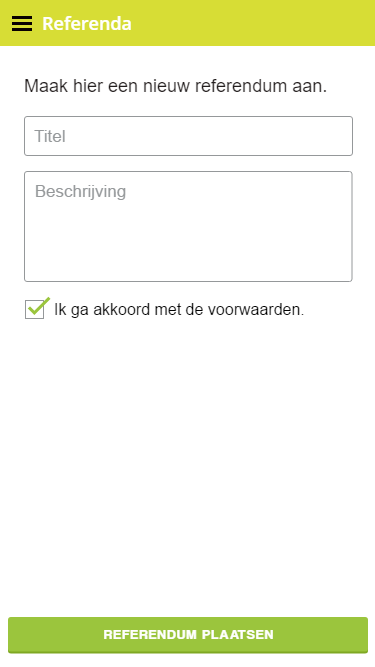 Referenda
Maak hier een nieuw referendum aan.
Titel
Beschrijving
Ik ga akkoord met de voorwaarden.
REFERENDUM PLAATSEN